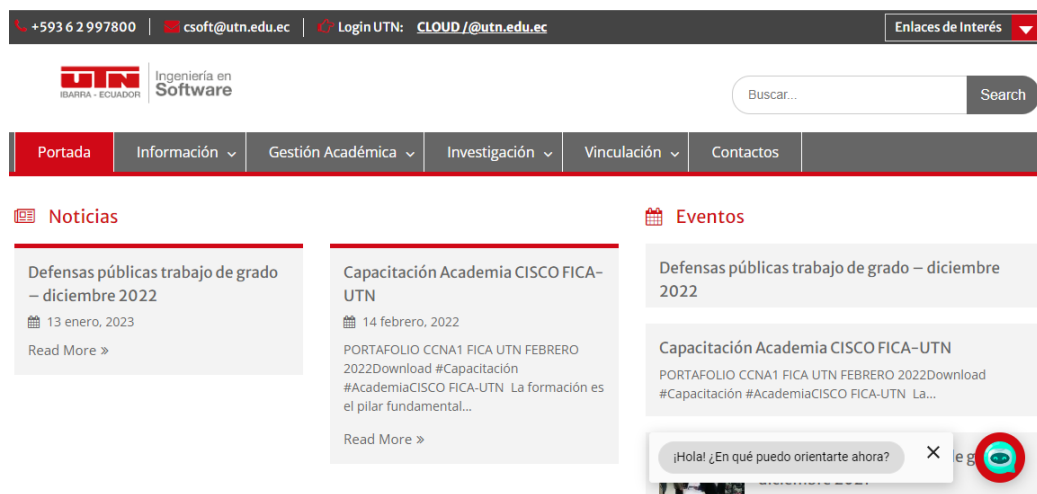 +593 6 2 997800 csoft@utn.edu.ec Login UTN: CLOUD /@utn.edu.ec Enlaces de Interés
UTN
IBARRA - ECUADOR
Ingeniería en
Software
Buscar... Search
Portada Información Gestión Académica Investigación Vinculación Contactos
Noticias
Defensas públicas trabajo de grado
– diciembre 2022
13 enero, 2023
Read More »
Capacitación Academia CISCO FICA-
UTN
14 febrero, 2022
PORTAFOLIO CCNA1 FICA UTN FEBRERO
2022Download #Capacitación
#AcademiaCISCO FICA-UTN La formación es
el pilar fundamental...
Read More »
Eventos
Defensas públicas trabajo de grado – diciembre
2022
Capacitación Academia CISCO FICA-UTN
PORTAFOLIO CCNA1 FICA UTN FEBRERO 2022Download
#Capacitación #AcademiaCISCO FICA-UTN La...
¡Hola! ¿En qué puedo orientarte ahora?